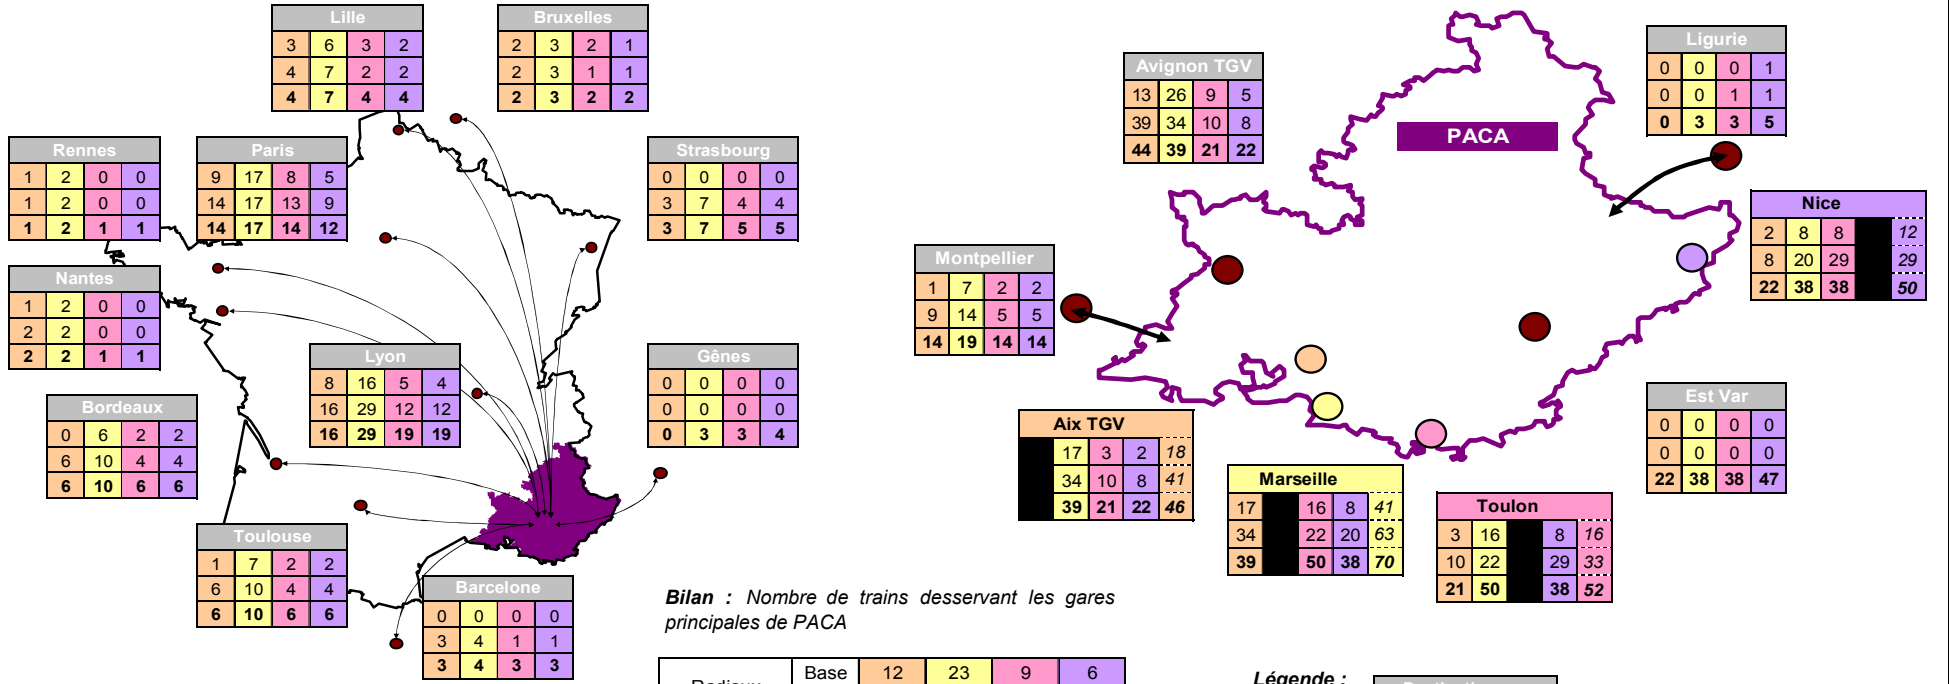 Lille
3 6 3 2
4 7 2 2
4 7 4 4
Bruxelles
2 3 2 1
2 3 1 1
2 3 2 2
Rennes
1 2 0 0
1 2 0 0
1 2 1 1
Paris
9 17 8 5
14 17 13 9
14 17 14 12
Strasbourg
0 0 0 0
3 7 4 4
3 7 5 5
Nantes
1 2 0 0
2 2 0 0
2 2 1 1
Lyon
8 16 5 4
16 29 12 12
16 29 19 19
Gênes
0 0 0 0
0 0 0 0
0 3 3 4
Bordeaux
0 6 2 2
6 10 4 4
6 10 6 6
Toulouse
1 7 2 2
6 10 4 4
6 10 6 6
Barcelone
0 0 0 0
3 4 1 1
3 4 3 3
Avignon TGV
13 26 9 5
39 34 10 8
44 39 21 22
PACA
Ligurie
0 0 0 1
0 0 1 1
0 3 3 5
Nice
2 8 8 12
8 20 29 29
22 38 38 50
Montpellier
1 7 2 2
9 14 5 5
14 19 14 14
Aix TGV
17 3 2 18
34 10 8 41
39 21 22 46
Marseille
17 16 8 41
34 22 20 63
39 50 38 70
Toulon
3 16 8 16
10 22 29 33
21 50 38 52
Est Var
0 0 0 0
0 0 0 0
22 38 38 47
Bilan : Nombre de trains desservant les gares
principales de PACA
Base 12 23 9 6
Légende :